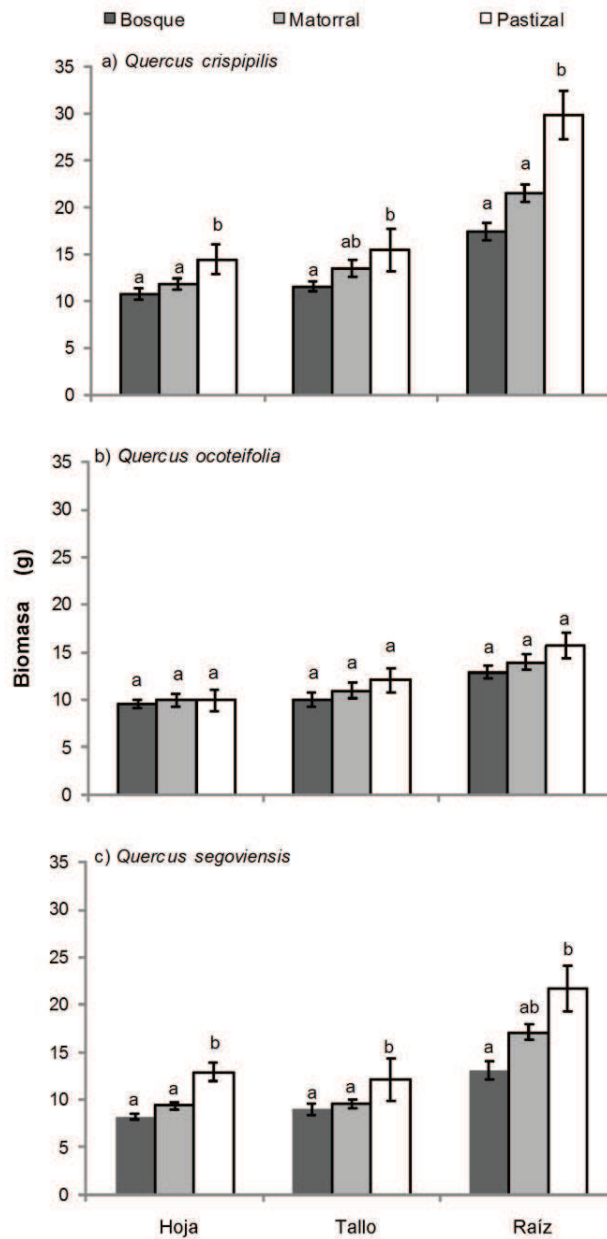 Bosque Matorral Pastizal
a) Quercus crispipilis
35
30
25
20
15
10
5
0
a a b
a ab b
a a b
b) Quercus ocoteifolia
35
30
25
20
15
10
5
0
a a a
a a a
a a a
Biomasa (g)
c) Quercus segoviensis
35
30
25
20
15
10
5
0
a a b
a a b
a ab b
Hoja Tallo Raíz